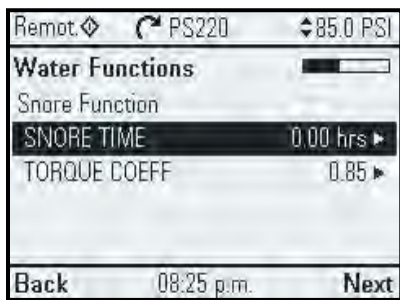 Remot. PS220 85.0 PSI
Water Functions
Snore Function
SNORE TIME 0.00 hrs
TORQUE COEFF 0.85
Back 08:25 p.m. Next